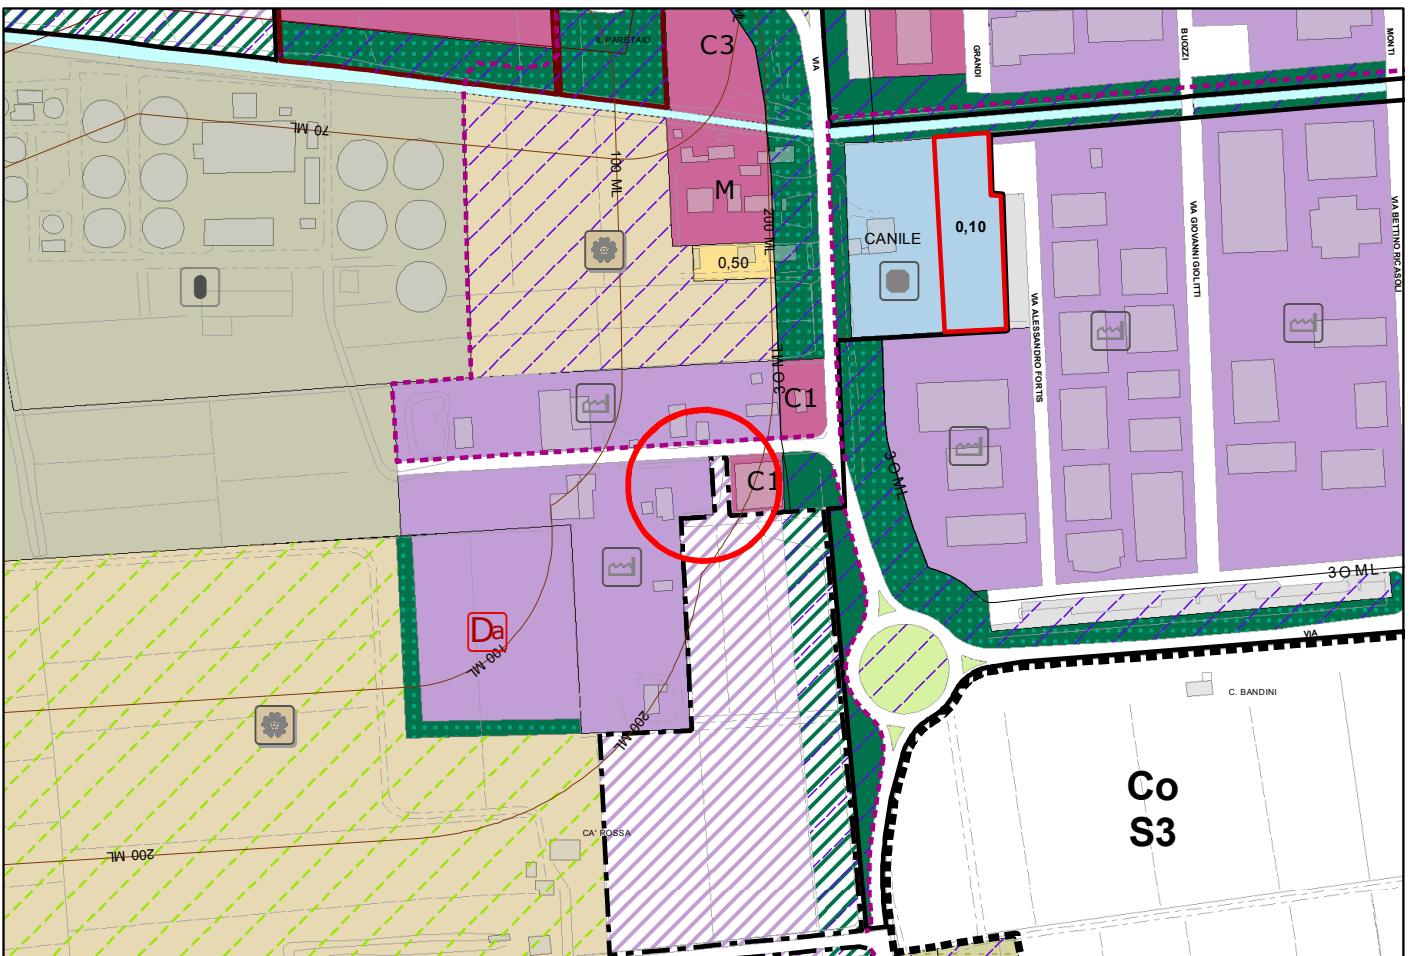 IL PARETAIO
C3
VIA
GRANDI
BUOZZI
MONTI
70 ML
100 ML
M
200 ML
0,50
CANILE
0,10
VIA ALESSANDRO FORTIS
VIA GIOVANNI GIOLITTI
VIA BETTINO RICASOLI
30 ML
C1
C1
30 ML
30 ML
Da
100 ML
200 ML
VIA
C. BANDINI
Co
S3
CA' ROSSA
200 ML